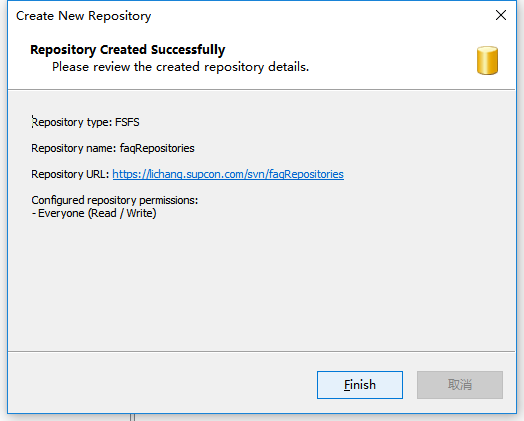 Create New Repository
Repository Created Successfully
Please review the created repository details.
Repository type: FSFS
Repository name: faqRepositories
Repository URL: https://lichang.supcon.com/svn/faqRepositories
Configured repository permissions:
- Everyone (Read / Write)
Finish
取消